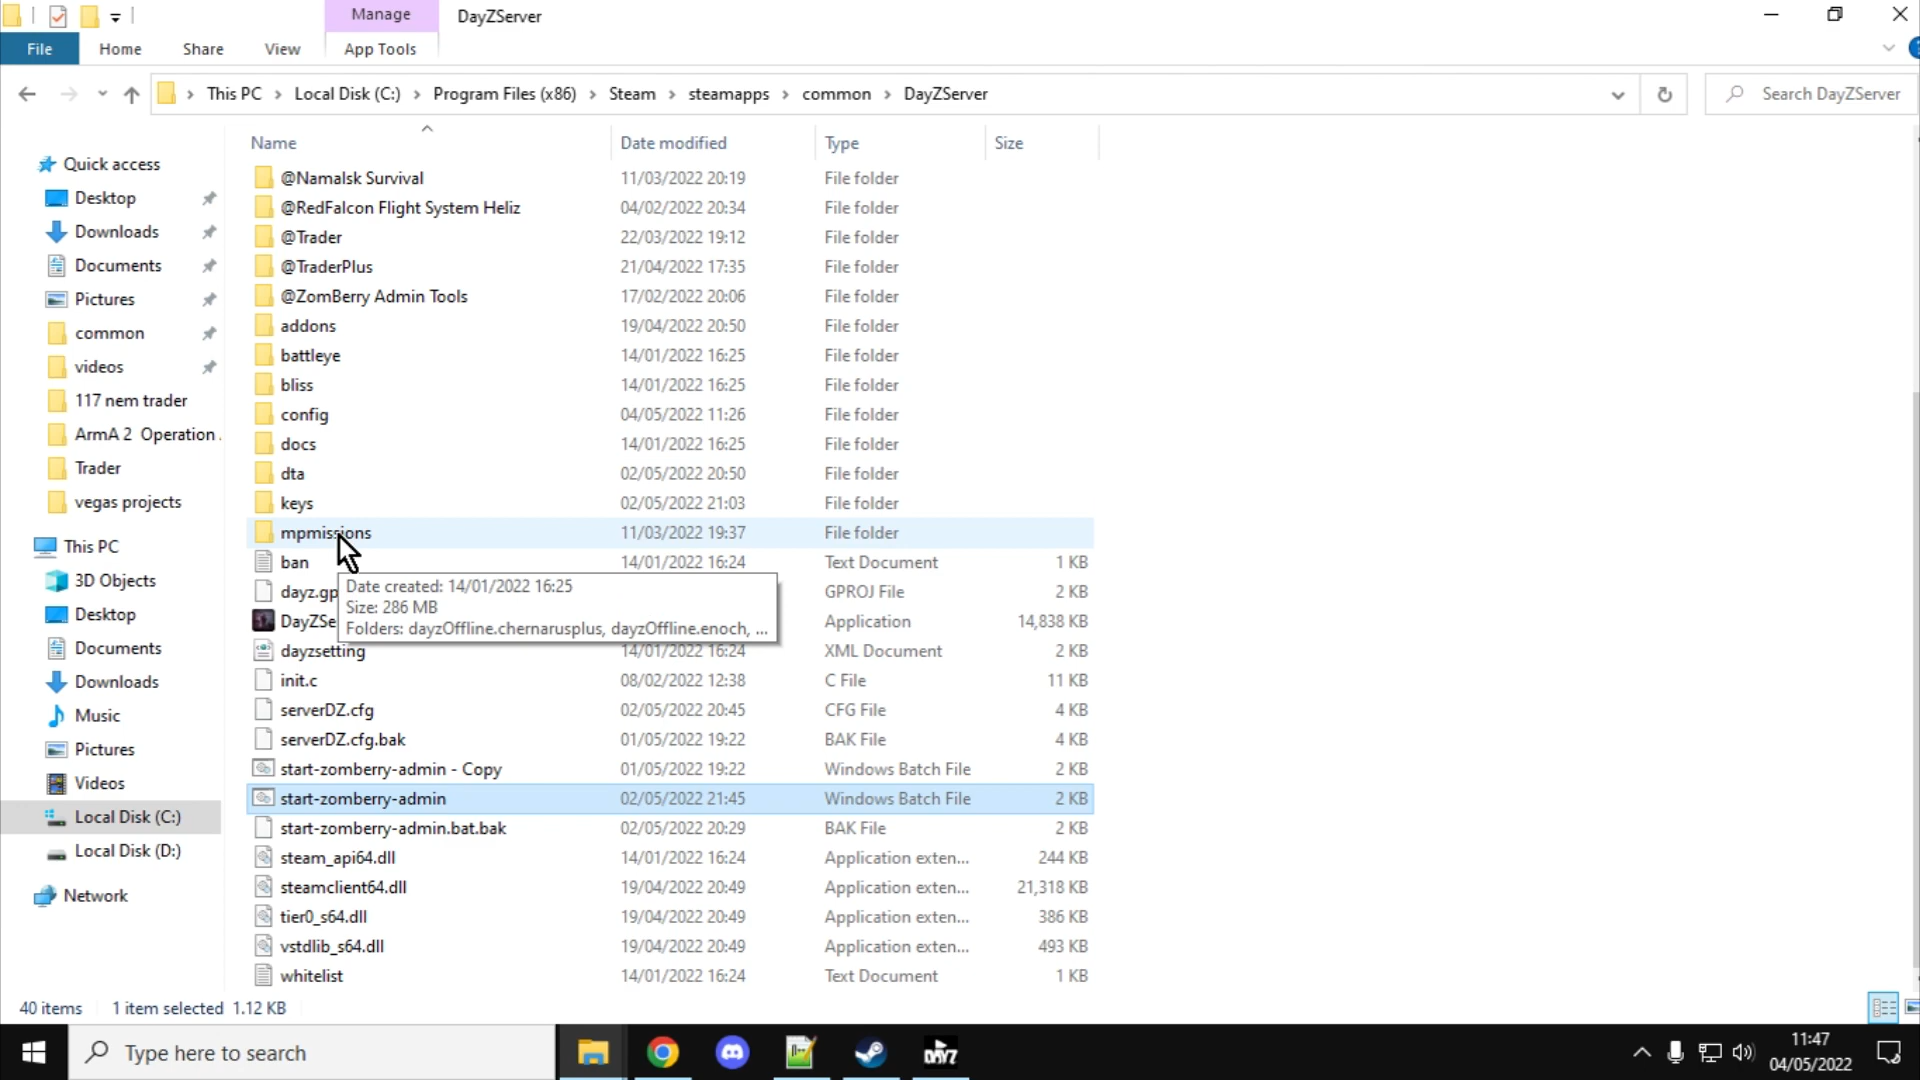 Manage
DayZServer
File
Home
Share
View
App Tools
This PC
Local Disk (C:)
Program Files (x86)
Steam
steamapps
common
DayZServer
Search DayZServer
Name
Date modified
Type
Size
Quick access
Desktop
Downloads
Documents
Pictures
common
videos
117 nem trader
ArmA 2 Operation
Trader
vegas projects
This PC
3D Objects
Desktop
Documents
Downloads
Music
Pictures
Videos
Local Disk (C:)
Local Disk (D:)
Network
@Namalsk Survival 11/03/2022 20:19 File folder
@RedFalcon Flight System Heliz 04/02/2022 20:34 File folder
@Trader 22/03/2022 19:12 File folder
@TraderPlus 21/04/2022 17:35 File folder
@ZomBerry Admin Tools 17/02/2022 20:06 File folder
addons 19/04/2022 20:50 File folder
battleye 14/01/2022 16:25 File folder
bliss 14/01/2022 16:25 File folder
config 04/05/2022 11:26 File folder
docs 14/01/2022 16:25 File folder
dta 02/05/2022 20:50 File folder
keys 02/05/2022 21:03 File folder
mpmissions 11/03/2022 19:37 File folder
ban 14/01/2022 16:24 Text Document 1 KB
dayz.gp GPROJ File 2 KB
DayZSe Application 14,838 KB
dayzsetting 14/01/2022 16:24 XML Document 2 KB
init.c 08/02/2022 12:38 C File 11 KB
serverDZ.cfg 02/05/2022 20:45 CFG File 4 KB
serverDZ.cfg.bak 01/05/2022 19:22 BAK File 4 KB
start-zomberry-admin - Copy 01/05/2022 19:22 Windows Batch File 2 KB
start-zomberry-admin 02/05/2022 21:45 Windows Batch File 2 KB
start-zomberry-admin.bat.bak 02/05/2022 20:29 BAK File 2 KB
steam_api64.dll 14/01/2022 16:24 Application exten... 244 KB
steamclient64.dll 19/04/2022 20:49 Application exten... 21,318 KB
tier0_s64.dll 19/04/2022 20:49 Application exten... 386 KB
vstdlib_s64.dll 19/04/2022 20:49 Application exten... 493 KB
whitelist 14/01/2022 16:24 Text Document 1 KB
Date created: 14/01/2022 16:25
Size: 286 MB
Folders: dayzOffline.chernarusplus, dayzOffline.enoch, ...
40 items 1 item selected 1.12 KB
Type here to search
DAYZ
11:47
04/05/2022